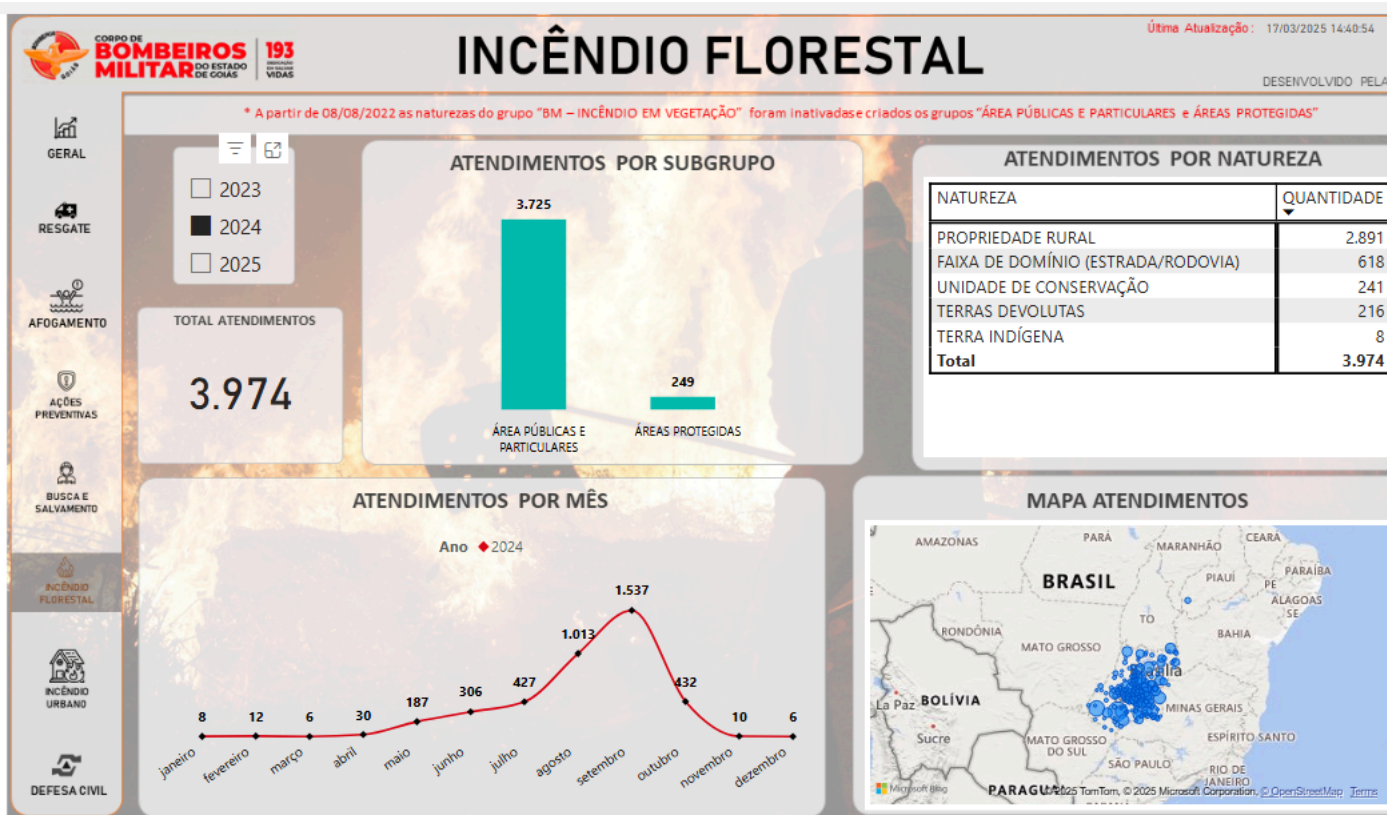 CORPO DE
BOMBEIROS
MILITAR DO ESTADO
DE GOIÁS
193
VIDAS
INCÊNDIO FLORESTAL
Última Atualização : 17/03/2025 14:40:54
DESENVOLVIDO PELA
* A partir de 08/08/2022 as naturezas do grupo "BM – INCÊNDIO EM VEGETAÇÃO" foram inativadase criados os grupos "ÁREA PÚBLICAS E PARTICULARES e ÁREAS PROTEGIDAS"
GERAL
RESGATE
AFOGAMENTO
AÇÕES
PREVENTIVAS
BUSCA E
SALVAMENTO
INCÊNDIO
FLORESTAL
INCÊNDIO
URBANO
DEFESA CIVIL
2023
2024
2025
TOTAL ATENDIMENTOS
3.974
ATENDIMENTOS POR SUBGRUPO
3.725
249
ÁREA PÚBLICAS E
PARTICULARES
ÁREAS PROTEGIDAS
ATENDIMENTOS POR NATUREZA
NATUREZA QUANTIDADE
PROPRIEDADE RURAL 2.891
FAIXA DE DOMÍNIO (ESTRADA/RODOVIA) 618
UNIDADE DE CONSERVAÇÃO 241
TERRAS DEVOLUTAS 216
TERRA INDÍGENA 8
Total 3.974
ATENDIMENTOS POR MÊS
Ano 2024
8 12 6 30 187 306 427 1.013 1.537 432 10 6
janeiro fevereiro março abril maio junho julho agosto setembro outubro novembro dezembro
MAPA ATENDIMENTOS
AMAZONAS
PARÁ
MARANHÃO
CEARÁ
BRASIL
PIAUÍ
PARAÍBA
PE
ALAGOAS
SE
TO
RONDÔNIA
MATO GROSSO
BAHIA
La Paz
BOLÍVIA
MINAS GERAIS
Sucre
MATO GROSSO
DO SUL
ESPÍRITO SANTO
SÃO PAULO
RIO DE
JANEIRO
Microsoft Bing
© 2025 TomTom, © 2025 Microsoft Corporation, © OpenStreetMap Terms